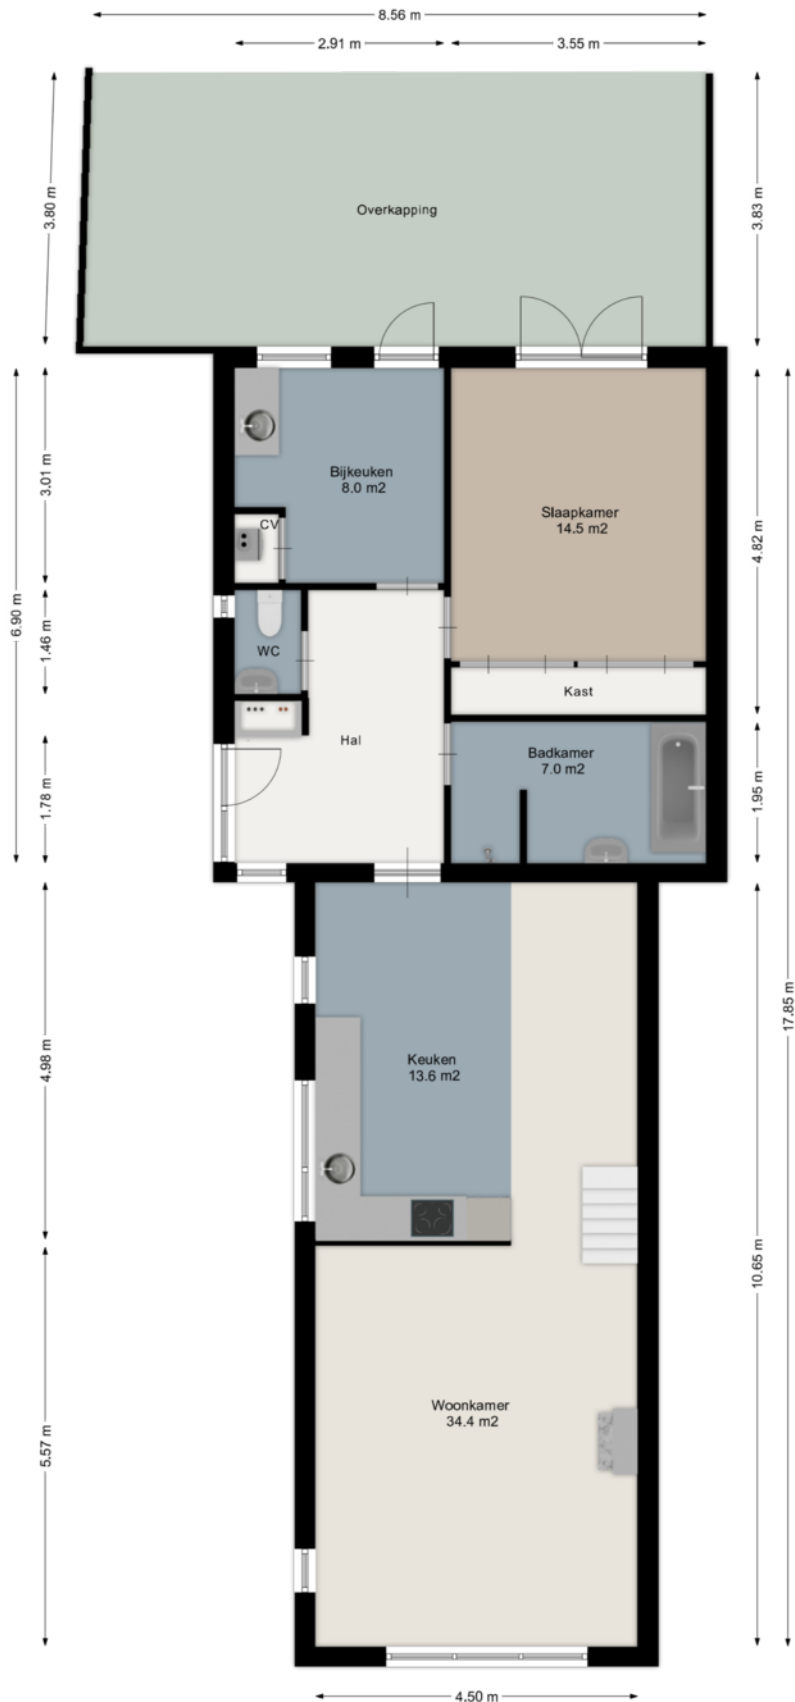 8.56 m
2.91 m
3.55 m
3.80 m
Overkapping
3.83 m
6.90 m
3.01 m
Bijkeuken
8.0 m2
Slaapkamer
14.5 m2
4.82 m
CV
1.46 m
WC
Kast
Hal
Badkamer
7.0 m2
1.78 m
1.95 m
17.85 m
4.98 m
Keuken
13.6 m2
10.65 m
Woonkamer
34.4 m2
5.57 m
4.50 m